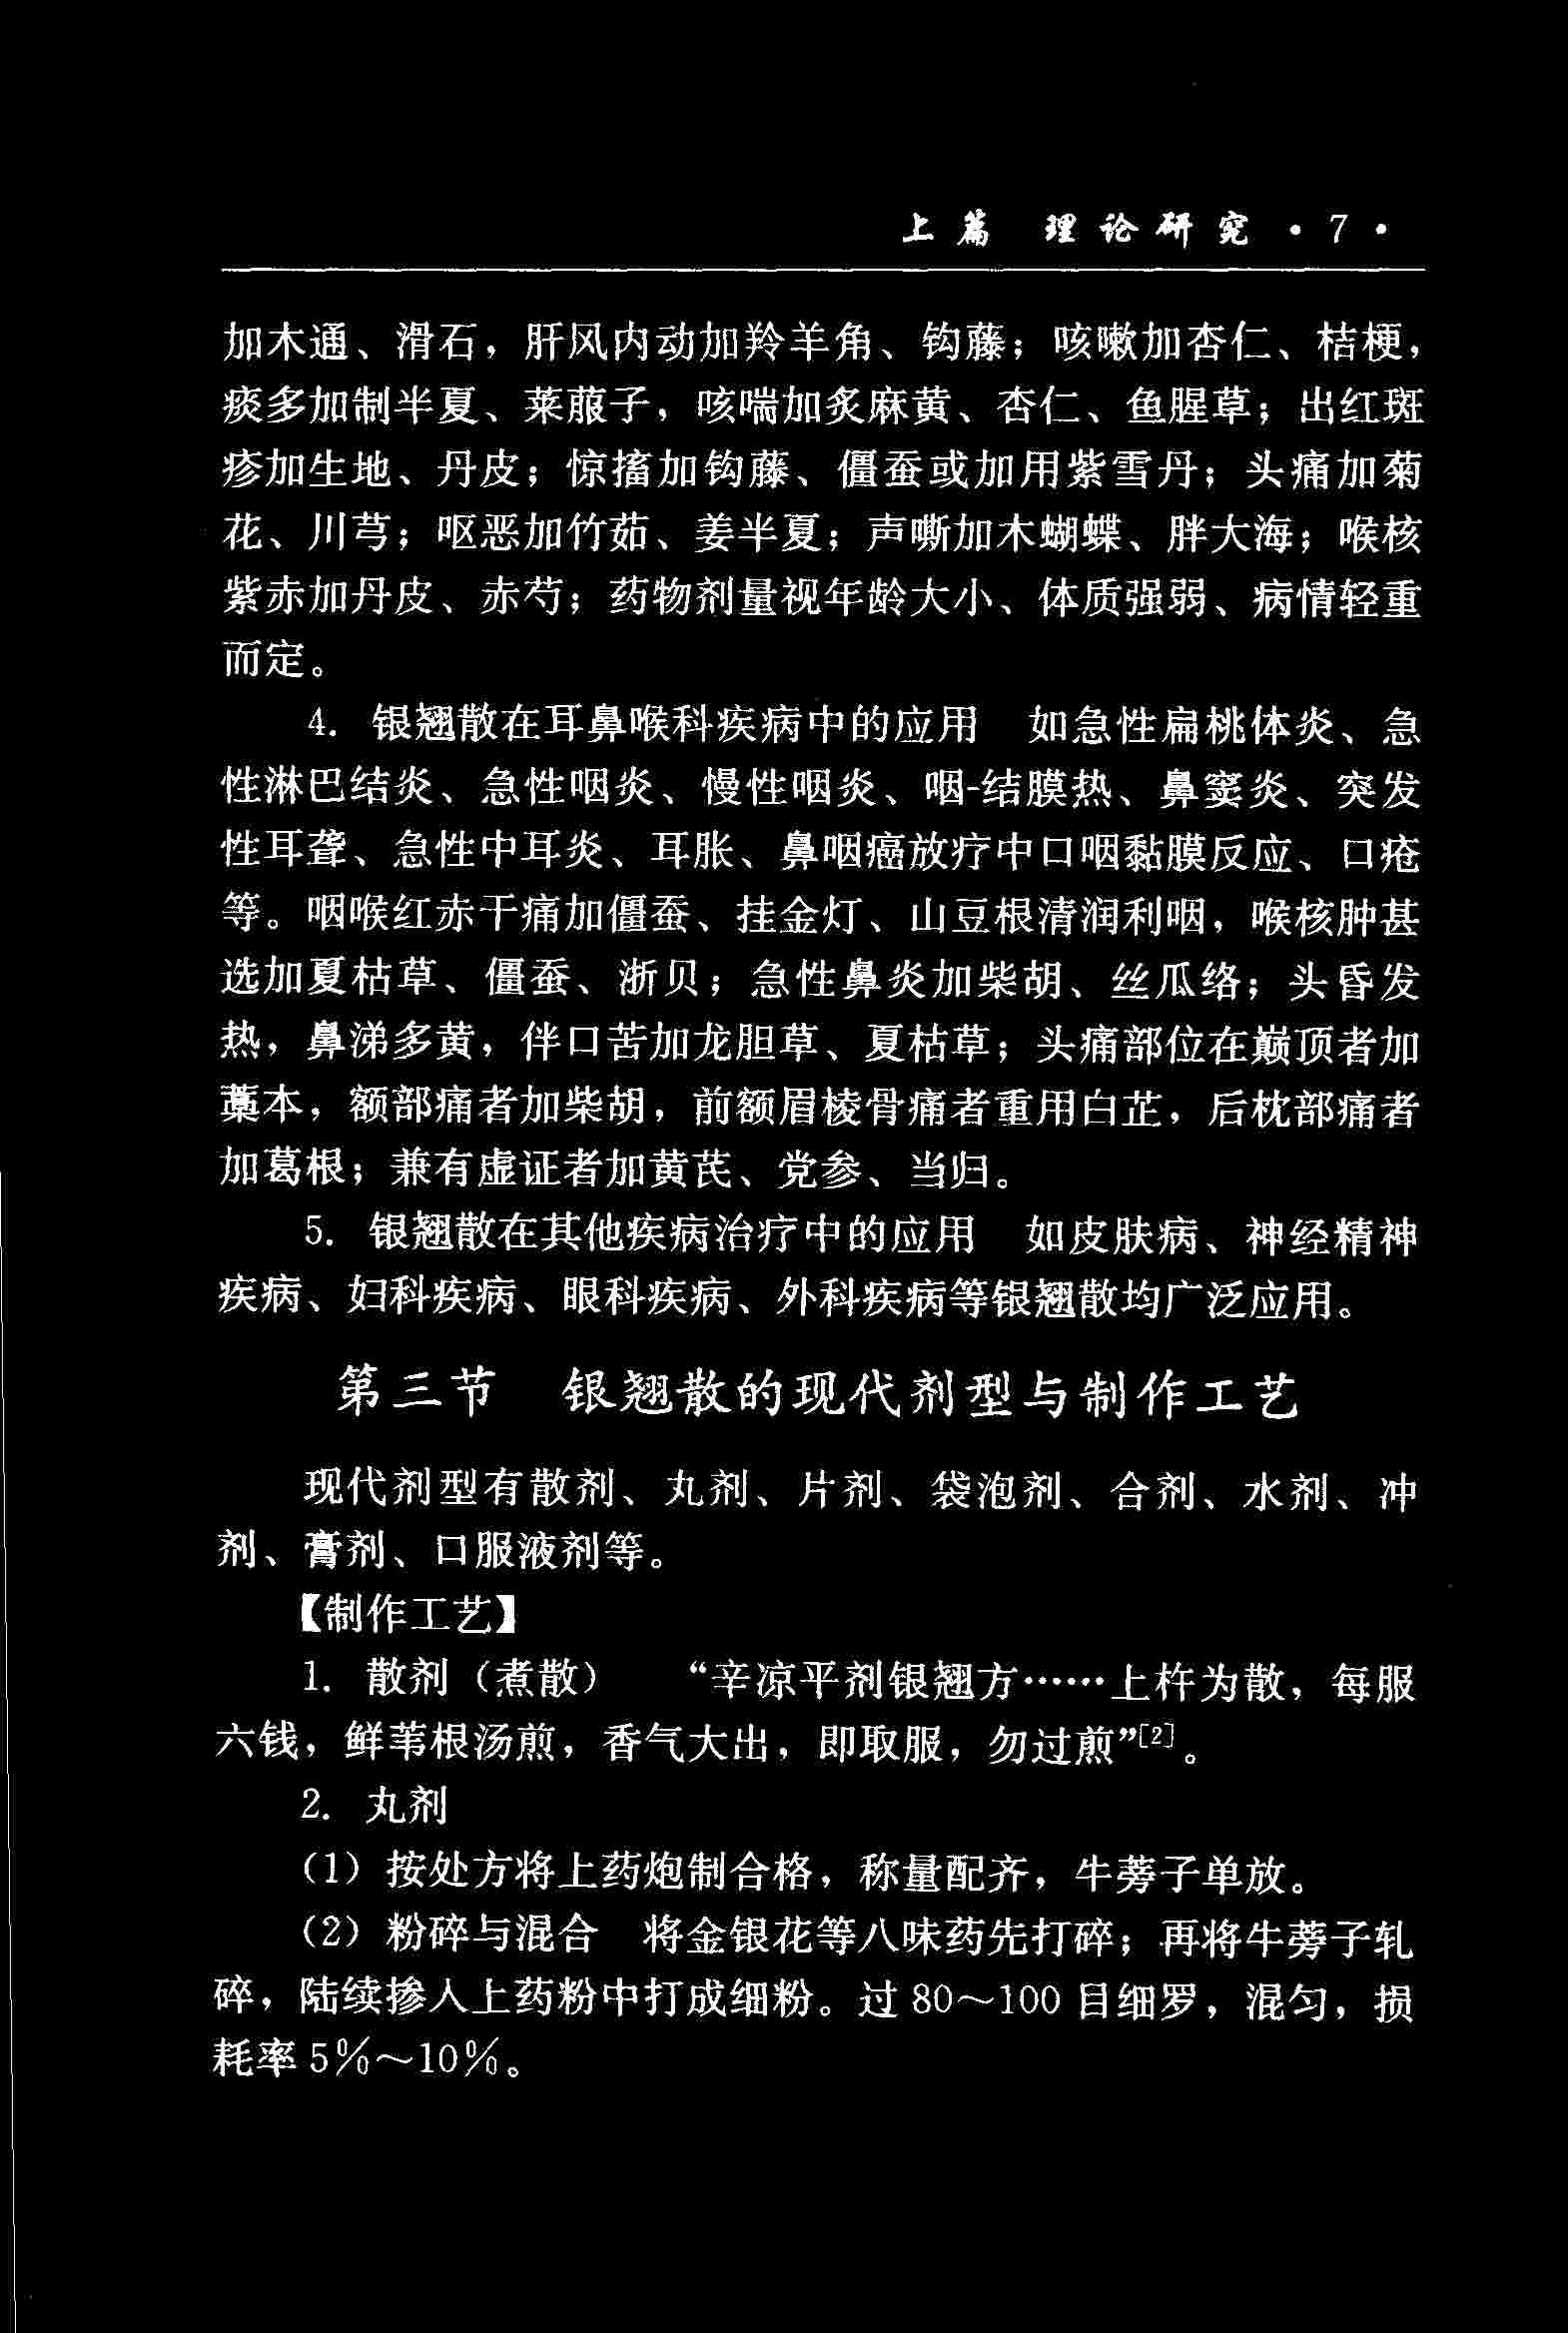 上篇 理论研究 · 7 ·
加木通、滑石，肝风内动加羚羊角、钩藤；咳嗽加杏仁、桔梗，
痰多加制半夏、莱菔子，咳喘加炙麻黄、杏仁、鱼腥草；出红斑
疹加生地、丹皮；惊搐加钩藤、僵蚕或加用紫雪丹；头痛加菊
花、川芎；呕恶加竹茹、姜半夏；声嘶加木蝴蝶、胖大海；喉核
紫赤加丹皮、赤芍；药物剂量视年龄大小、体质强弱、病情轻重
而定。
4. 银翘散在耳鼻喉科疾病中的应用 如急性扁桃体炎、急
性淋巴结炎、急性咽炎、慢性咽炎、咽-结膜热、鼻窦炎、突发
性耳聋、急性中耳炎、耳胀、鼻咽癌放疗中口咽黏膜反应、口疮
等。咽喉红赤干痛加僵蚕、挂金灯、山豆根清润利咽，喉核肿甚
选加夏枯草、僵蚕、浙贝；急性鼻炎加柴胡、丝瓜络；头昏发
热，鼻涕多黄，伴口苦加龙胆草、夏枯草；头痛部位在巅顶者加
藁本，额部痛者加柴胡，前额眉棱骨痛者重用白芷，后枕部痛者
加葛根；兼有虚证者加黄芪、党参、当归。
5. 银翘散在其他疾病治疗中的应用 如皮肤病、神经精神
疾病、妇科疾病、眼科疾病、外科疾病等银翘散均广泛应用。
第三节 银翘散的现代剂型与制作工艺
现代剂型有散剂、丸剂、片剂、袋泡剂、合剂、水剂、冲
剂、膏剂、口服液剂等。
【制作工艺】
1. 散剂（煮散） “辛凉平剂银翘方……上杵为散，每服
六钱，鲜苇根汤煎，香气大出，即取服，勿过煎”[2]。
2. 丸剂
（1）按处方将上药炮制合格，称量配齐，牛蒡子单放。
（2）粉碎与混合 将金银花等八味药先打碎；再将牛蒡子轧
碎，陆续掺人上药粉中打成细粉。过 80～100 目细罗，混匀，损
耗率 5%～10%。